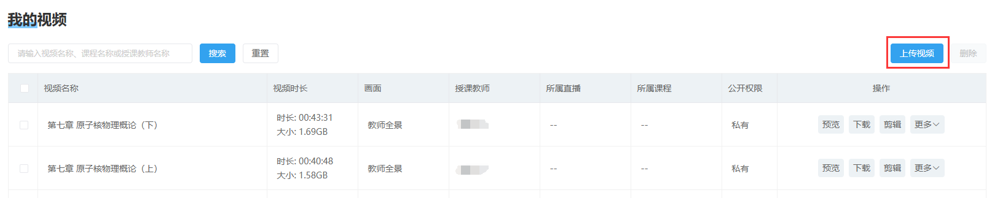 我的视频
请输入视频名称、课程名称或授课教师名称 搜索 重置 上传视频 删除
视频名称 视频时长 画面 授课教师 所属直播 所属课程 公开权限 操作
第七章 原子核物理概论（下） 时长: 00:43:31 大小: 1.69GB 教师全景 -- -- 私有 预览 下载 剪辑 更多
第七章 原子核物理概论（上） 时长: 00:40:48 大小: 1.58GB 教师全景 -- -- 私有 预览 下载 剪辑 更多